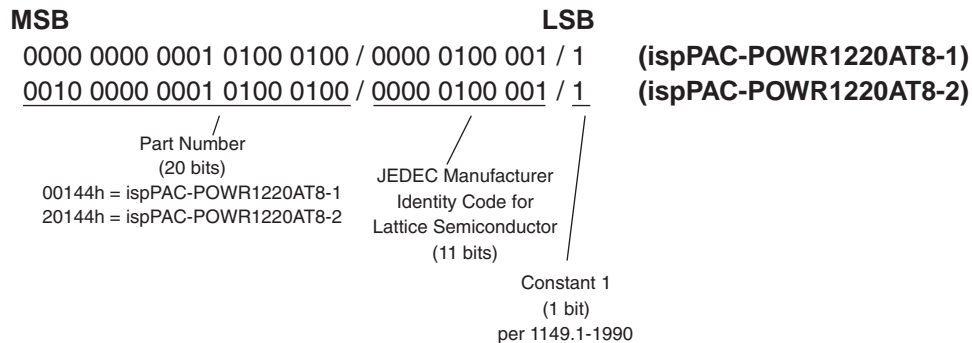 MSB LSB
0000 0000 0001 0100 0100 / 0000 0100 001 / 1 (ispPAC-POWR1220AT8-1)
0010 0000 0001 0100 0100 / 0000 0100 001 / 1 (ispPAC-POWR1220AT8-2)
Part Number
(20 bits)
00144h = ispPAC-POWR1220AT8-1
20144h = ispPAC-POWR1220AT8-2
JEDEC Manufacturer
Identity Code for
Lattice Semiconductor
(11 bits)
Constant 1
(1 bit)
per 1149.1-1990